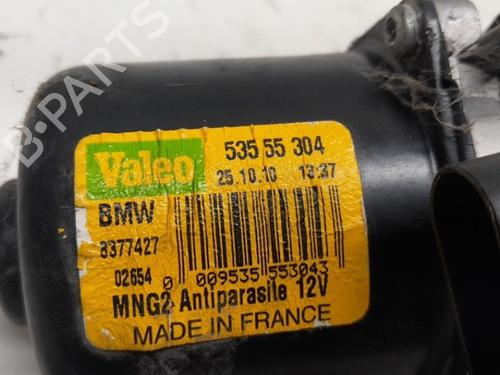 B-PARTS
Valeo 535 55 304
25.10.10 13:37
BMW
8377427
02654
0 009535 553043
MNG2 Antiparasite 12V
MADE IN FRANCE